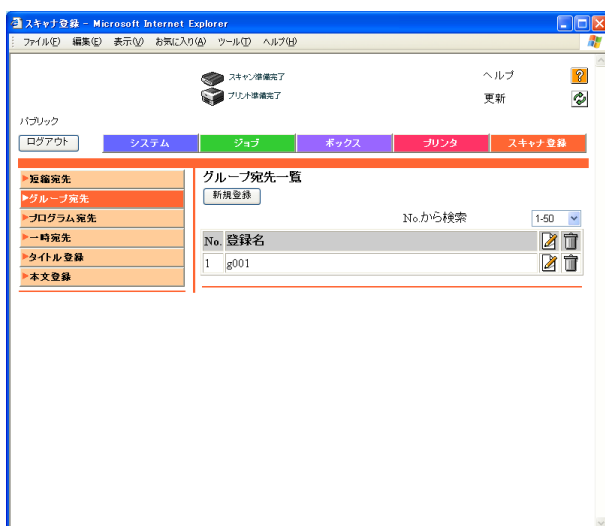 スキャナ登録 - Microsoft Internet Explorer
ファイル(F) 編集(E) 表示(V) お気に入り(A) ツール(T) ヘルプ(H)
スキャン準備完了 ヘルプ ?
プリント準備完了 更新
パブリック
ログアウト システム ジョブ ボックス プリンタ スキャナ登録
短縮宛先
グループ宛先
プログラム宛先
一時宛先
タイトル登録
本文登録
グループ宛先一覧
新規登録
No.から検索 1-50
No. 登録名
1 g001